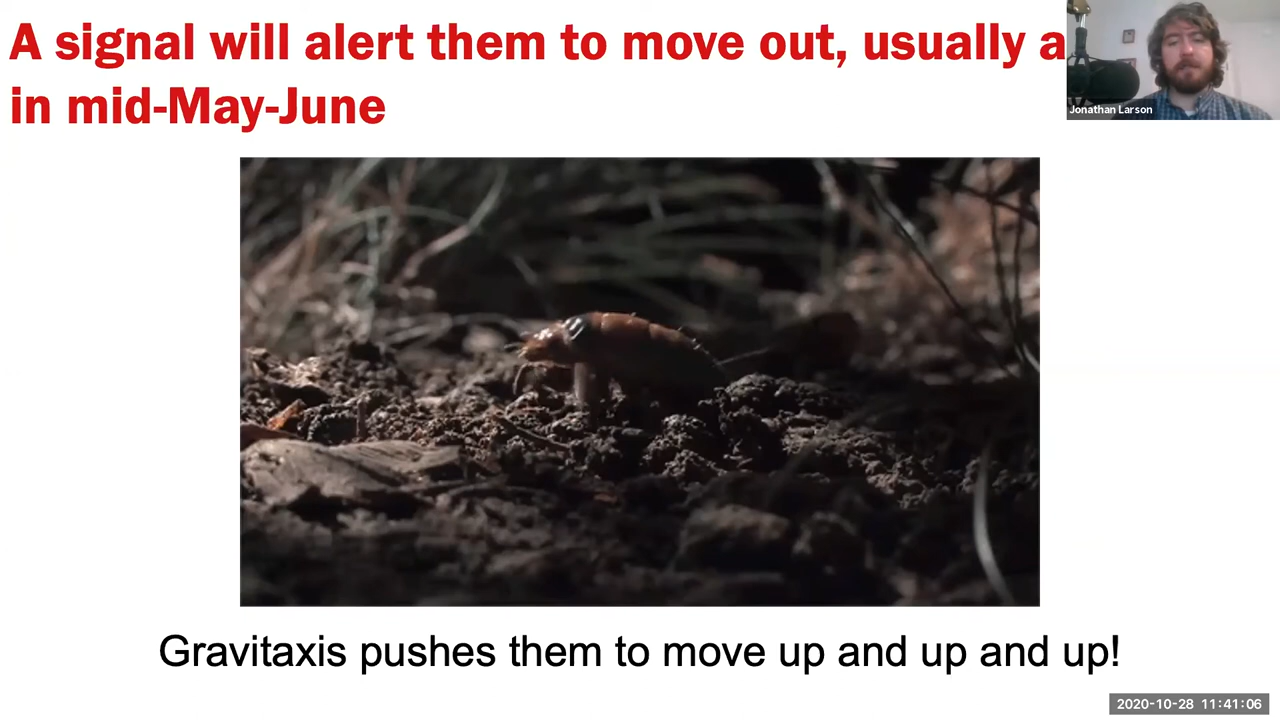 A signal will alert them to move out, usually a
in mid-May-June
Jonathan Larson
Gravitaxis pushes them to move up and up and up!
2020-10-28 11:41:06